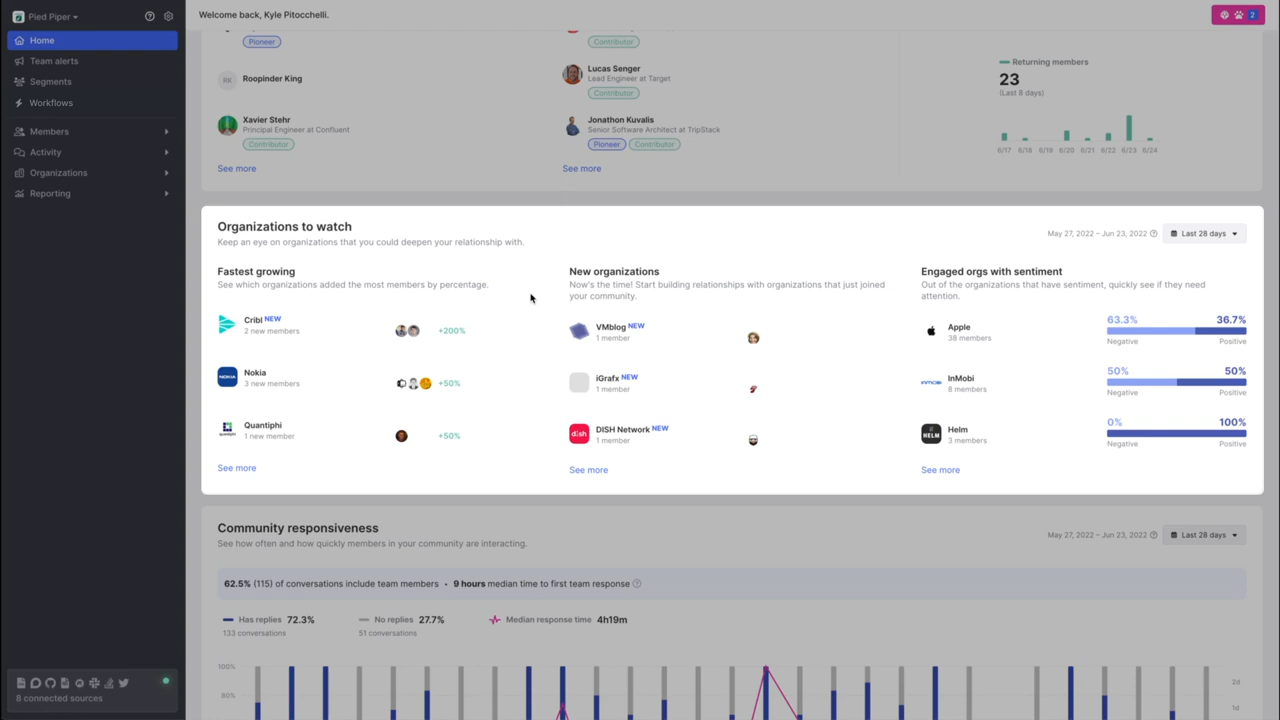 Pied Piper
Home
Team alerts
Segments
Workflows
Members
Activity
Organizations
Reporting
8 connected sources
Welcome back, Kyle Pitocchelli.
2
Pioneer
RK
Roopinder King
Xavier Stehr
Principal Engineer at Confluent
Contributor
See more
Contributor
Lucas Senger
Lead Engineer at Target
Contributor
Jonathon Kuvalis
Senior Software Architect at TripStack
Pioneer Contributor
See more
Returning members
23
(Last 8 days)
6/17 6/18 6/19 6/20 6/21 6/22 6/23 6/24
Organizations to watch
Keep an eye on organizations that you could deepen your relationship with.
May 27, 2022 – Jun 23, 2022
Last 28 days
Fastest growing
See which organizations added the most members by percentage.
Cribl NEW
2 new members
+200%
NOKIA
Nokia
3 new members
+50%
quantiphi
Quantiphi
1 new member
+50%
See more
New organizations
Now's the time! Start building relationships with organizations that just joined
your community.
VMblog NEW
1 member
iGrafx NEW
1 member
dish
DISH Network NEW
1 member
See more
Engaged orgs with sentiment
Out of the organizations that have sentiment, quickly see if they need
attention.
Apple
38 members
63.3% 36.7%
Negative Positive
INMOBI
InMobi
8 members
50% 50%
Negative Positive
HELM
Helm
3 members
0% 100%
Negative Positive
See more
Community responsiveness
See how often and how quickly members in your community are interacting.
May 27, 2022 – Jun 23, 2022
Last 28 days
62.5% (115) of conversations include team members • 9 hours median time to first team response
Has replies 72.3%
133 conversations
No replies 27.7%
51 conversations
Median response time 4h19m
100%
80%
2d
1d